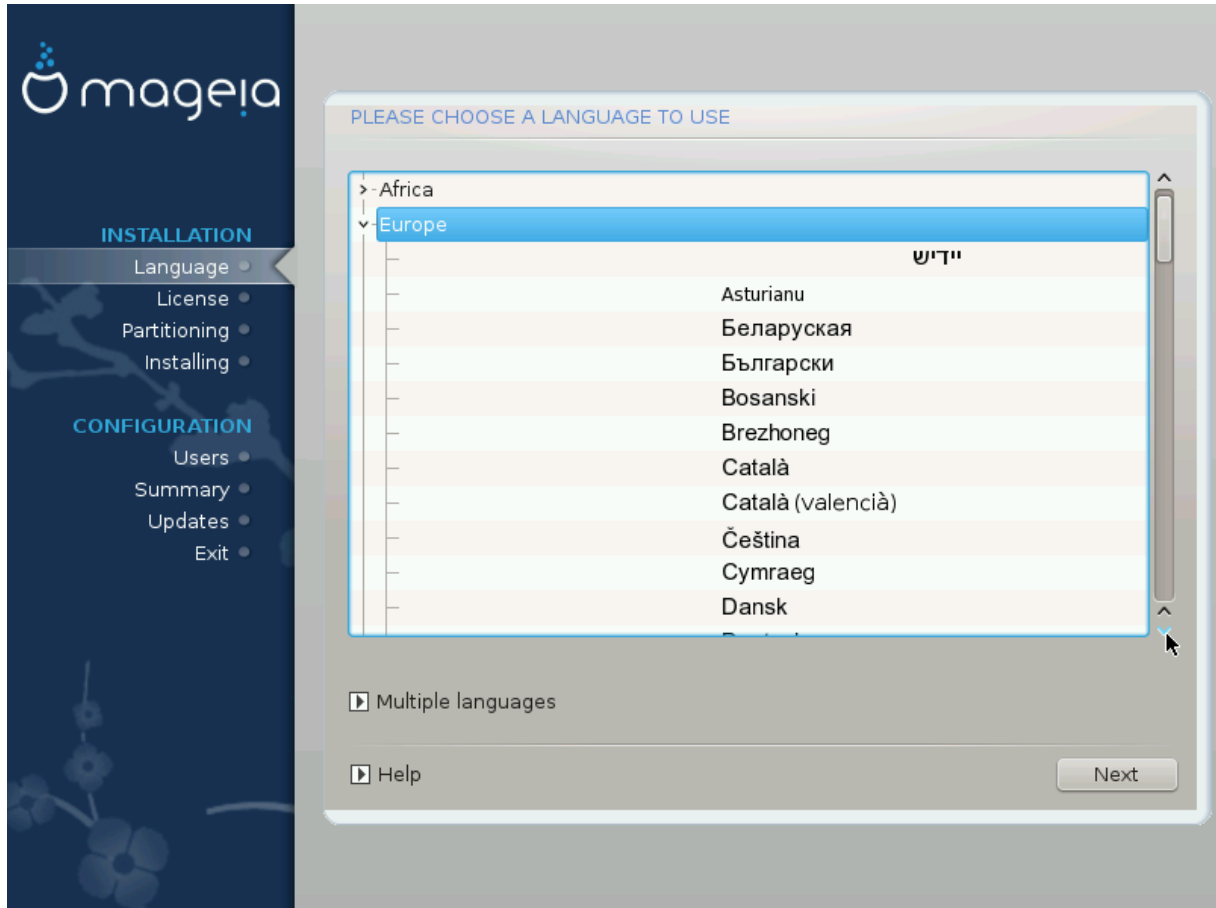 mageia
INSTALLATION
Language
License
Partitioning
Installing
CONFIGURATION
Users
Summary
Updates
Exit
PLEASE CHOOSE A LANGUAGE TO USE
Africa
Europe
ייִדיש
Asturianu
Беларуская
Български
Bosanski
Brezhoneg
Català
Català (valencià)
Čeština
Cymraeg
Dansk
Multiple languages
Help
Next